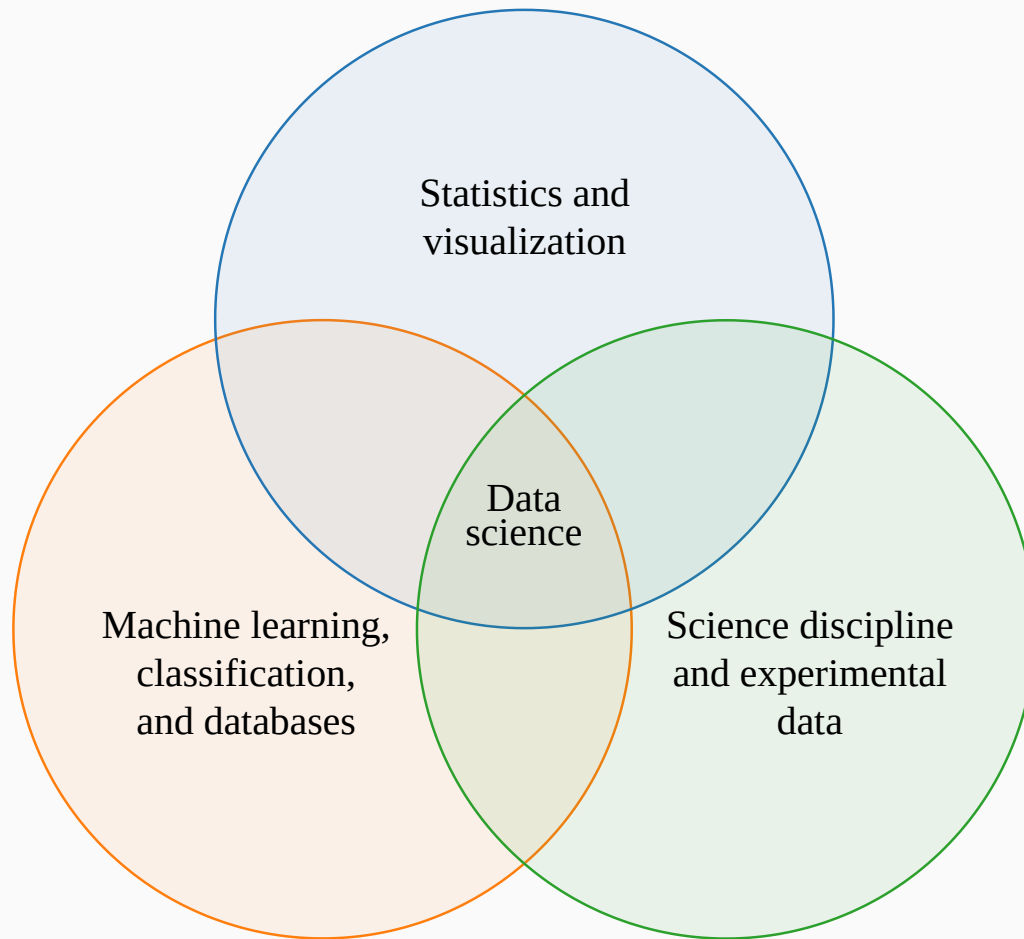 Statistics and
visualization
Data
science
Machine learning,
classification,
and databases
Science discipline
and experimental
data